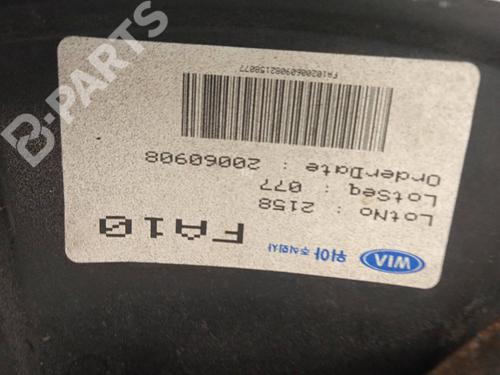 WIA 위아 주식회사
FA10
LotNo : 2158
LotSeq : 077
OrderDate : 20060908
FA10200609082158077
B-PARTS